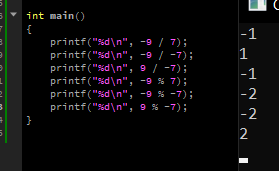 int main()
{
printf("%d\n", -9 / 7);
printf("%d\n", -9 / -7);
printf("%d\n", 9 / -7);
printf("%d\n", -9 % 7);
printf("%d\n", -9 % -7);
printf("%d\n", 9 % -7);
}
-1
1
-1
-2
-2
2